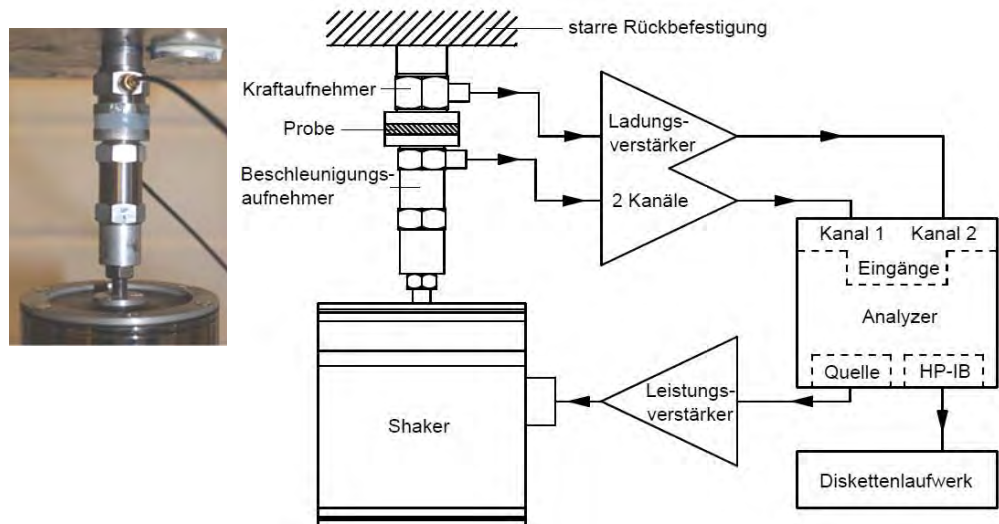 starre Rückbefestigung
Kraftaufnehmer
Probe
Beschleunigungs-
aufnehmer
Ladungs-
verstärker
2 Kanäle
Kanal 1 Kanal 2
Eingänge
Analyzer
Quelle HP-IB
Leistungs-
verstärker
Shaker
Diskettenlaufwerk